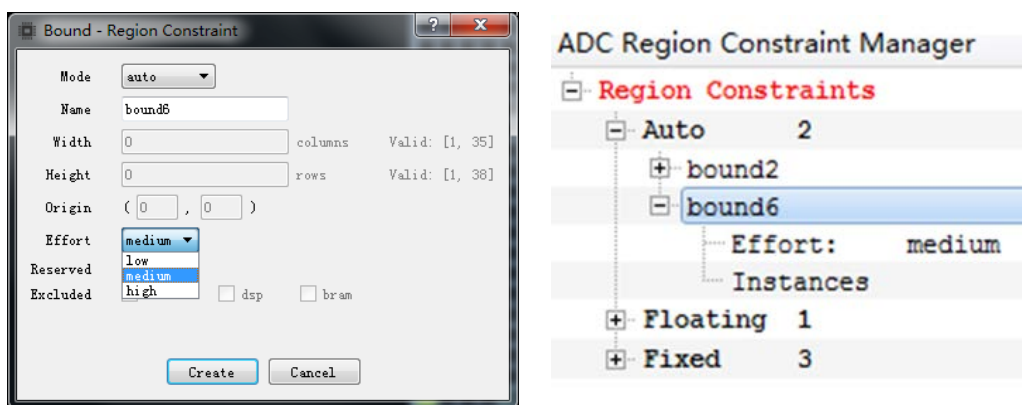 Bound - Region Constraint
Mode auto
Name bound6
Width 0 columns Valid: [1, 35]
Height 0 rows Valid: [1, 38]
Origin ( 0 , 0 )
Effort medium
low
Reserved
medium
Excluded high dsp bram
Create Cancel
ADC Region Constraint Manager
Region Constraints
Auto 2
bound2
bound6
Effort: medium
Instances
Floating 1
Fixed 3